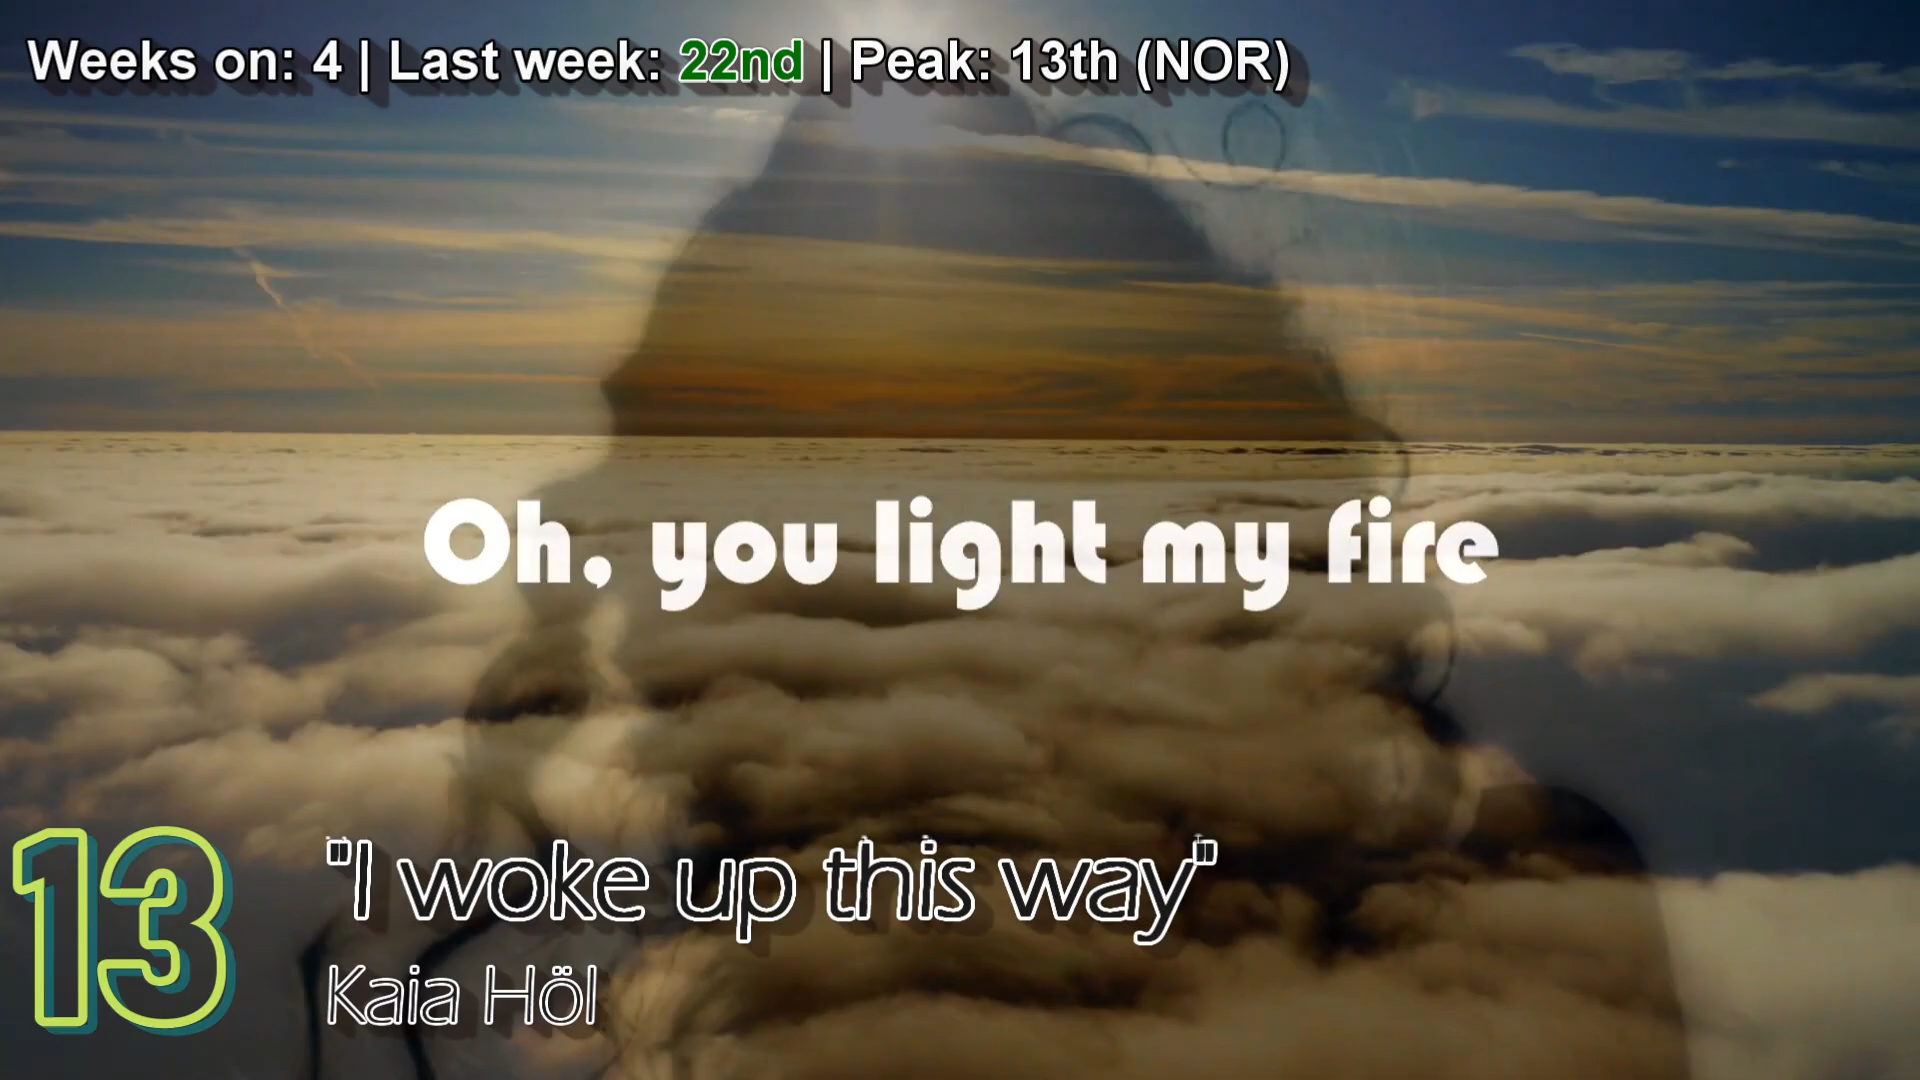 Weeks on: 4 | Last week: 22nd | Peak: 13th (NOR)
Oh, you light my fire
13
"I woke up this way"
Kaia Höl